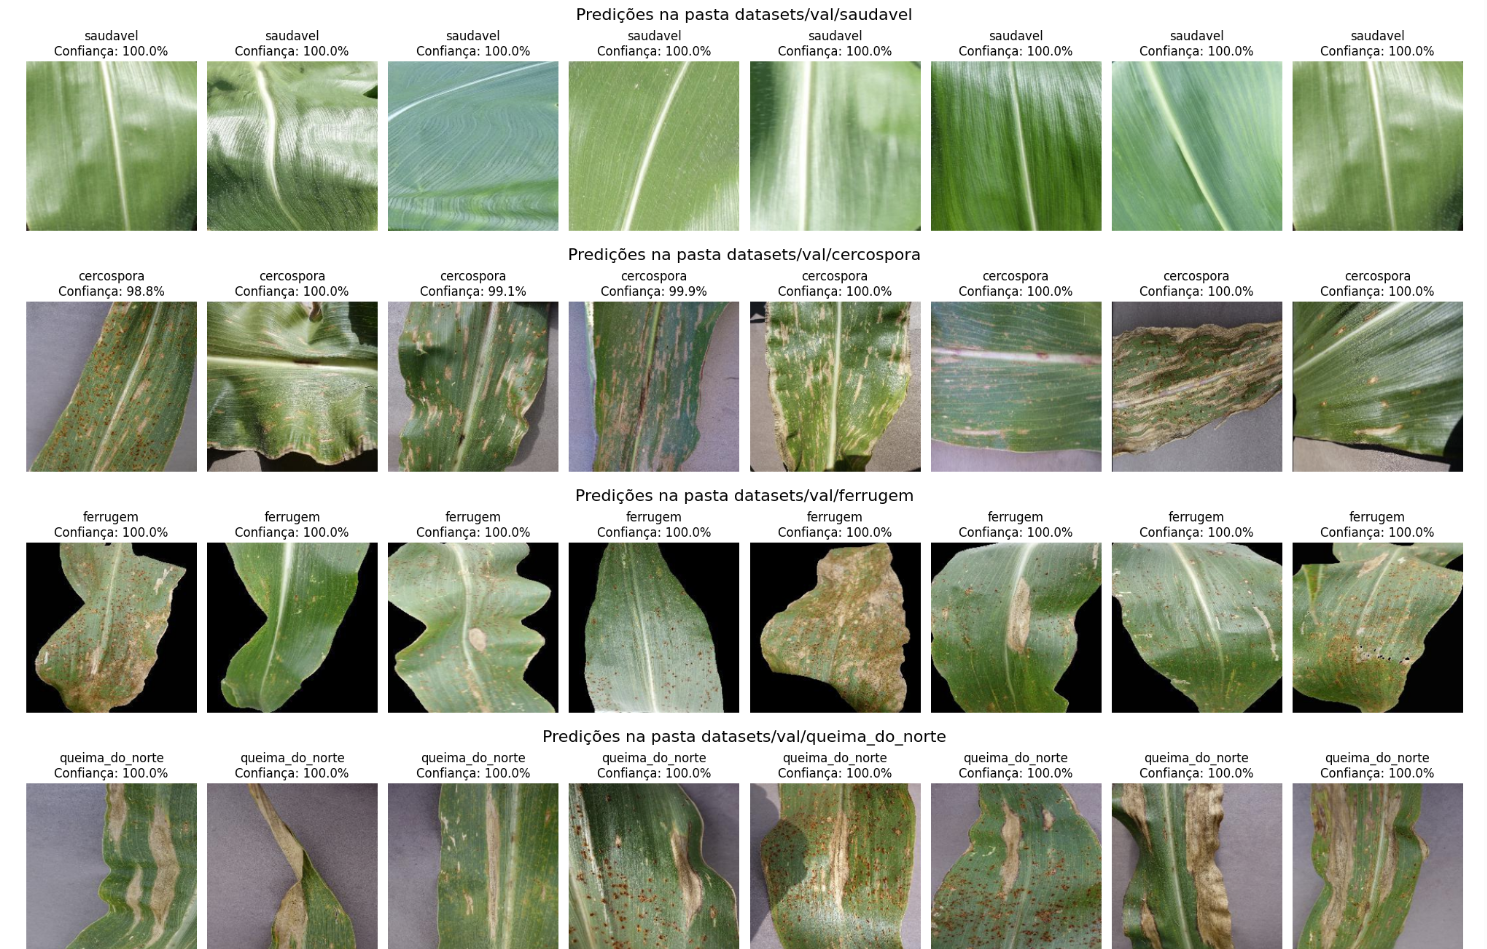 Predições na pasta datasets/val/saudavel
saudavel saudavel saudavel saudavel saudavel saudavel saudavel saudavel
Confiança: 100.0% Confiança: 100.0% Confiança: 100.0% Confiança: 100.0% Confiança: 100.0% Confiança: 100.0% Confiança: 100.0% Confiança: 100.0%
Predições na pasta datasets/val/cercospora
cercospora cercospora cercospora cercospora cercospora cercospora cercospora cercospora
Confiança: 98.8% Confiança: 100.0% Confiança: 99.1% Confiança: 99.9% Confiança: 100.0% Confiança: 100.0% Confiança: 100.0% Confiança: 100.0%
Predições na pasta datasets/val/ferrugem
ferrugem ferrugem ferrugem ferrugem ferrugem ferrugem ferrugem ferrugem
Confiança: 100.0% Confiança: 100.0% Confiança: 100.0% Confiança: 100.0% Confiança: 100.0% Confiança: 100.0% Confiança: 100.0% Confiança: 100.0%
Predições na pasta datasets/val/queima_do_norte
queima_do_norte queima_do_norte queima_do_norte queima_do_norte queima_do_norte queima_do_norte queima_do_norte queima_do_norte
Confiança: 100.0% Confiança: 100.0% Confiança: 100.0% Confiança: 100.0% Confiança: 100.0% Confiança: 100.0% Confiança: 100.0% Confiança: 100.0%